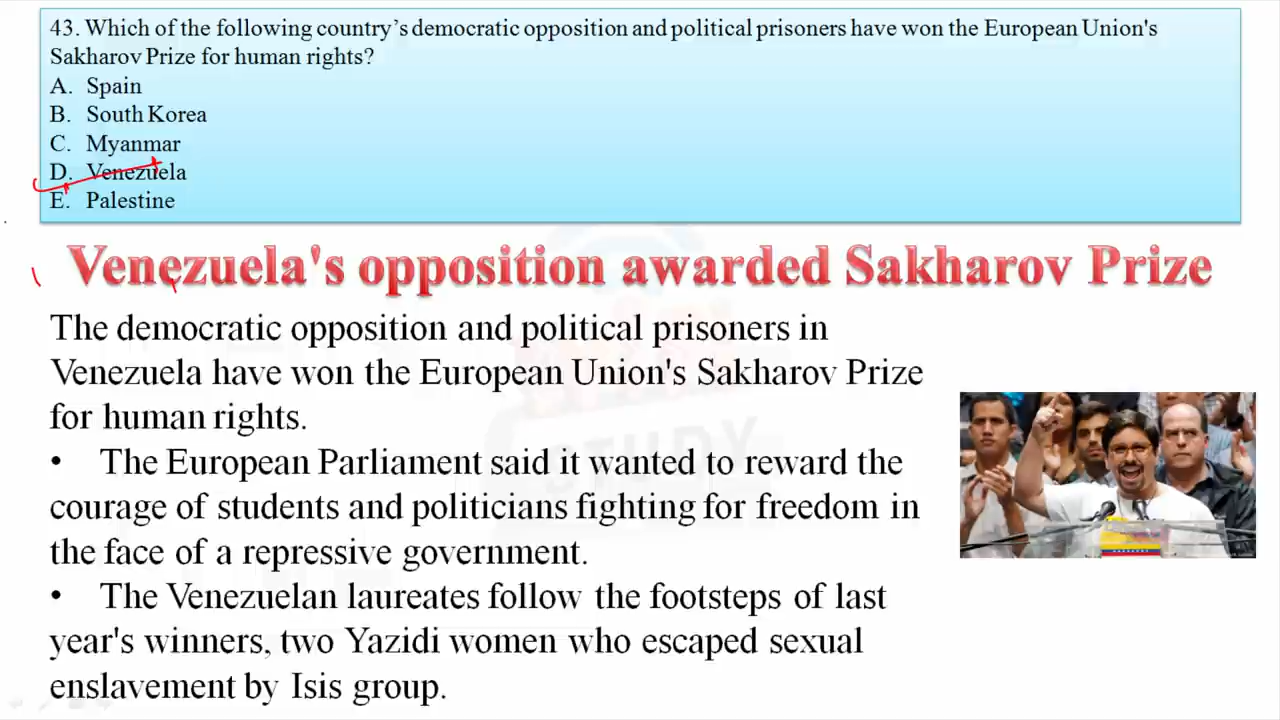 43. Which of the following country’s democratic opposition and political prisoners have won the European Union's
Sakharov Prize for human rights?
A. Spain
B. South Korea
C. Myanmar
D. Venezuela
E. Palestine
Venezuela's opposition awarded Sakharov Prize
The democratic opposition and political prisoners in
Venezuela have won the European Union's Sakharov Prize
for human rights.
• The European Parliament said it wanted to reward the
courage of students and politicians fighting for freedom in
the face of a repressive government.
• The Venezuelan laureates follow the footsteps of last
year's winners, two Yazidi women who escaped sexual
enslavement by Isis group.
STUDY